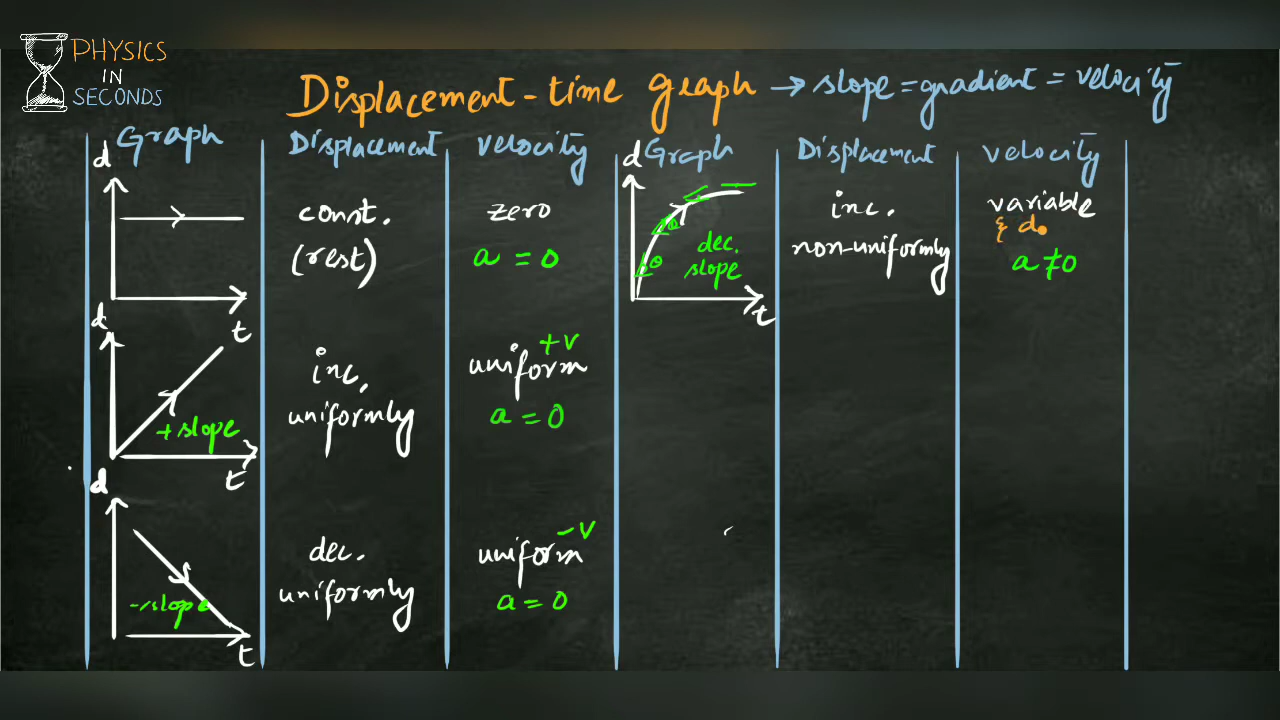 PHYSICS
IN
SECONDS
Displacement - time graph → slope = gradient = velocity
Graph
Displacement
velocity
Graph
Displacement
velocity
d
const.
(rest)
zero
a = 0
t
d
+ slope
inc.
uniformly
+v
uniform
a = 0
t
d
- slope
dec.
uniformly
-v
uniform
a = 0
t
d
θ
θ
dec.
slope
t
inc.
non-uniformly
variable
& de
a ≠ 0